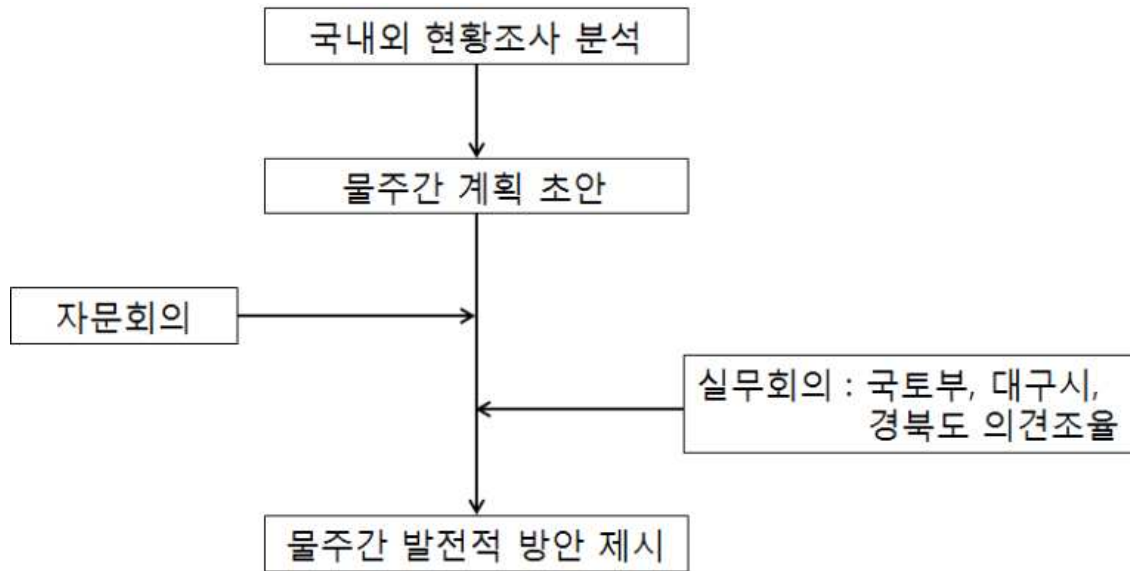 국내외 현황조사 분석
물주간 계획 초안
자문회의
실무회의 : 국토부, 대구시,
경북도 의견조율
물주간 발전적 방안 제시